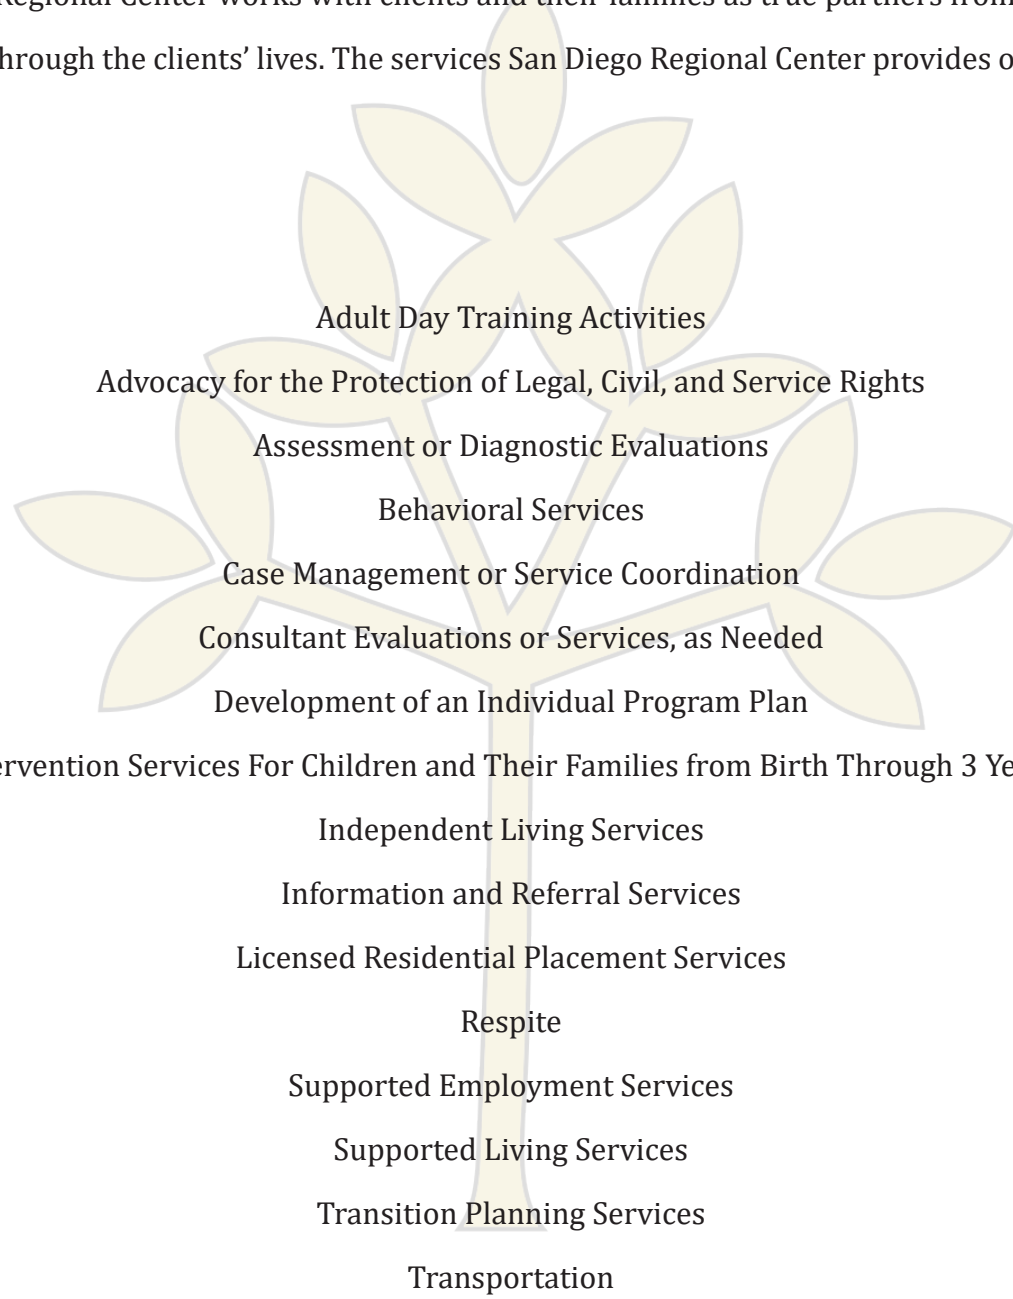 Regional Center works with clients and their families as true partners from
through the clients’ lives. The services San Diego Regional Center provides
Adult Day Training Activities
Advocacy for the Protection of Legal, Civil, and Service Rights
Assessment or Diagnostic Evaluations
Behavioral Services
Case Management or Service Coordination
Consultant Evaluations or Services, as Needed
Development of an Individual Program Plan
Services For Children and Their Families from Birth Through 3
Independent Living Services
Information and Referral Services
Licensed Residential Placement Services
Respite
Supported Employment Services
Supported Living Services
Transition Planning Services
Transportation